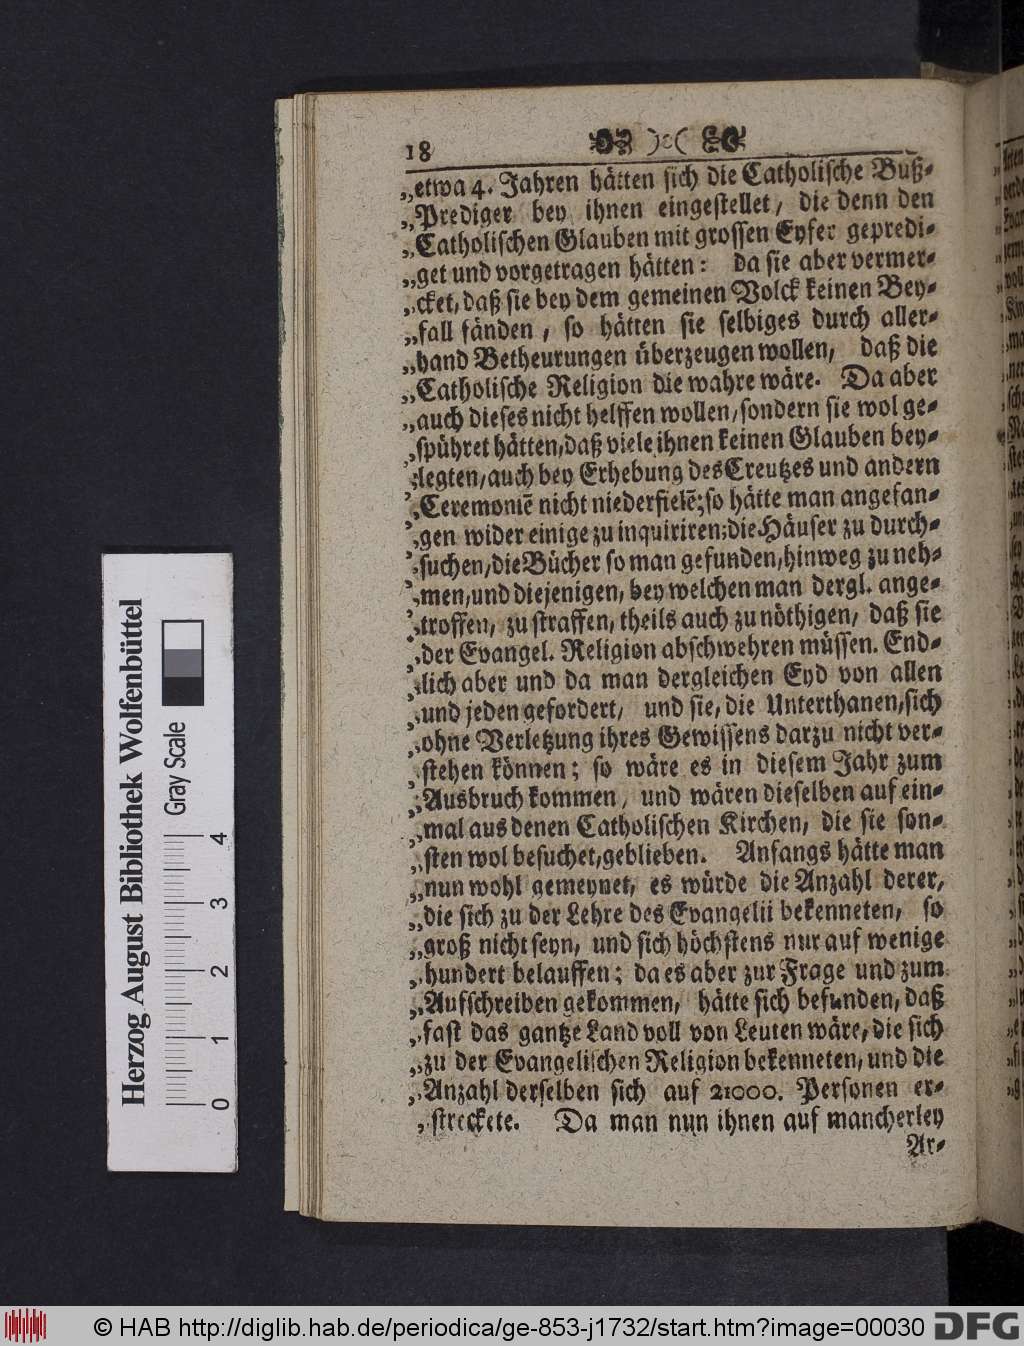 18
„etwa 4. Jahren hätten sich die Catholische Buß-
„Prediger bey ihnen eingestellet, die denn den
„Catholischen Glauben mit grossen Eyfer gepredi-
„get und vorgetragen hätten: da sie aber vermer-
„cket, daß sie bey dem gemeinen Volck keinen Bey-
„fall fänden, so hätten sie selbiges durch aller-
„hand Betheurungen überzeugen wollen, daß die
„Catholische Religion die wahre wäre. Da aber
„auch dieses nicht helffen wollen, sondern sie wol ge-
„spühret hätten, daß viele ihnen keinen Glauben bey-
„legten, auch bey Erhebung des Creutzes und andern
„Ceremoniē nicht niederfielē; so hätte man angefan-
„gen wider einige zu inquiriren; die Häuser zu durch-
„suchen, die Bücher so man gefunden, hinweg zu neh-
„men, und diejenigen, bey welchen man dergl. ange-
„troffen, zu straffen, theils auch zu nöthigen, daß sie
„der Evangel. Religion abschwehren müssen. End-
„lich aber und da man dergleichen Eyd von allen
„und jeden gefordert, und sie, die Unterthanen, sich
„ohne Verletzung ihres Gewissens darzu nicht ver-
„stehen können; so wäre es in diesem Jahr zum
„Ausbruch kommen, und wären dieselben auf ein-
„mal aus denen Catholischen Kirchen, die sie son-
„sten wol besuchet, geblieben. Anfangs hätte man
„nun wohl gemeynet, es würde die Anzahl derer,
„die sich zu der Lehre des Evangelii bekenneten, so
„groß nicht seyn, und sich höchstens nur auf wenige
„hundert belauffen; da es aber zur Frage und zum
„Aufschreiben gekommen, hätte sich befunden, daß
„fast das gantze Land voll von Leuten wäre, die sich
„zu der Evangelischen Religion bekenneten, und die
„Anzahl derselben sich auf 21000. Personen er-
„streckete. Da man nun ihnen auf mancherley
Ar-
Herzog August Bibliothek Wolfenbüttel
Gray Scale
0 1 2 3 4
© HAB http://diglib.hab.de/periodica/ge-853-j1732/start.htm?image=00030
DFG